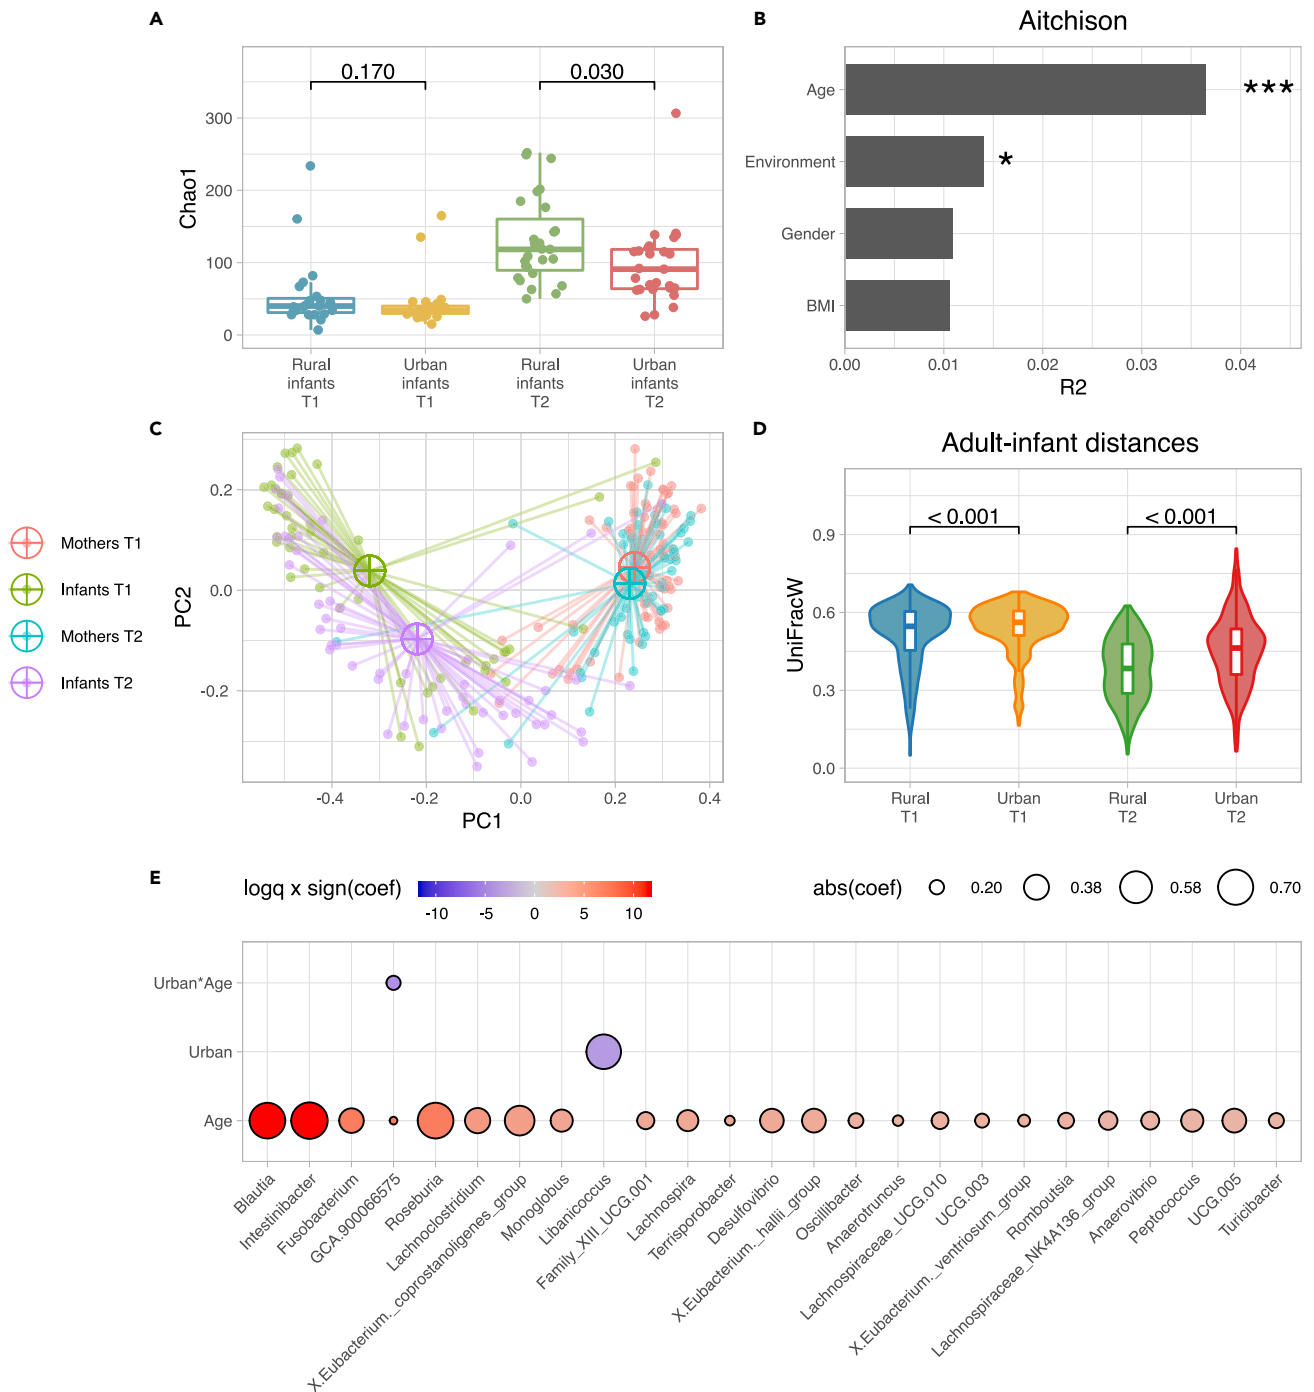 A
0.170
0.030
Chao1
300
200
100
0
Rural
infants
T1
Urban
infants
T1
Rural
infants
T2
Urban
infants
T2
B
Aitchison
Age
***
Environment
*
Gender
BMI
0.00
0.01
0.02
0.03
0.04
R2
C
Mothers T1
Infants T1
Mothers T2
Infants T2
PC2
0.2
0.0
-0.2
-0.4
-0.2
0.0
0.2
0.4
PC1
D
Adult-infant distances
< 0.001
< 0.001
UniFracW
0.9
0.6
0.3
0.0
Rural
T1
Urban
T1
Rural
T2
Urban
T2
E
logq x sign(coef)
-10
-5
0
5
10
abs(coef)
0.20
0.38
0.58
0.70
Urban*Age
Urban
Age
Blautia
Intestinibacter
Fusobacterium
GCA.900066575
Roseburia
Lachnoclostridium
X.Eubacterium._coprostanoligenes_group
Monoglobus
Libanicoccus
Family_XIII_UCG.001
Lachnospira
Terrisporobacter
Desulfovibrio
X.Eubacterium._hallii_group
Oscillibacter
Anaerotruncus
Lachnospiraceae_UCG.010
UCG.003
X.Eubacterium._ventriosum_group
Romboutsia
Lachnospiraceae_NK4A136_group
Anaerovibrio
Peptococcus
UCG.005
Turicibacter